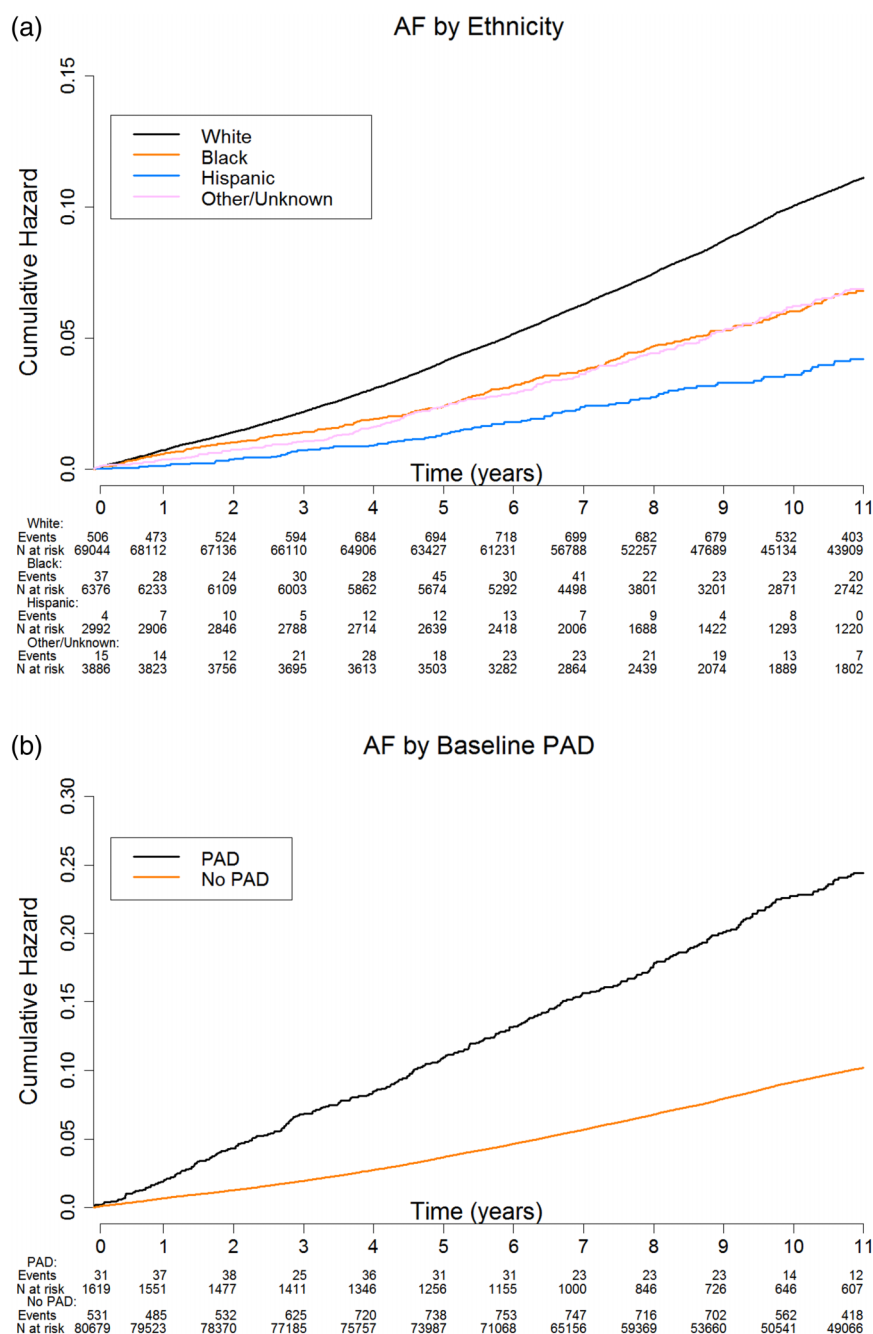 (a)
AF by Ethnicity
0.15
0.10
0.05
0.0
Cumulative Hazard
White
Black
Hispanic
Other/Unknown
Time (years)
0 1 2 3 4 5 6 7 8 9 10 11
White:
Events 506 473 524 594 684 694 718 699 682 679 532 403
N at risk 69044 68112 67136 66110 64906 63427 61231 56788 52257 47689 45134 43909
Black:
Events 37 28 24 30 28 45 30 41 22 23 23 20
N at risk 6376 6233 6109 6003 5862 5674 5292 4498 3801 3201 2871 2742
Hispanic:
Events 4 7 10 5 12 12 13 7 9 4 8 0
N at risk 2992 2906 2846 2788 2714 2639 2418 2006 1688 1422 1293 1220
Other/Unknown:
Events 15 14 12 21 28 18 23 23 21 19 13 7
N at risk 3886 3823 3756 3695 3613 3503 3282 2864 2439 2074 1889 1802
(b)
AF by Baseline PAD
0.30
0.25
0.20
0.15
0.10
0.05
0.0
Cumulative Hazard
PAD
No PAD
Time (years)
0 1 2 3 4 5 6 7 8 9 10 11
PAD:
Events 31 37 38 25 36 31 31 23 23 23 14 12
N at risk 1619 1551 1477 1411 1346 1256 1155 1000 846 726 646 607
No PAD:
Events 531 485 532 625 720 738 753 747 716 702 562 418
N at risk 80679 79523 78370 77185 75757 73987 71068 65156 59369 53660 50541 49066